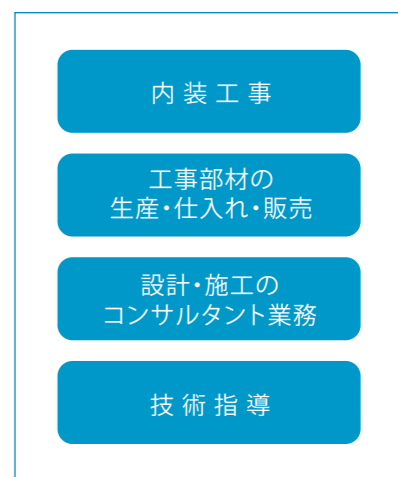 内装工事
工事部材の
生産・仕入れ・販売
設計・施工の
コンサルタント業務
技術指導